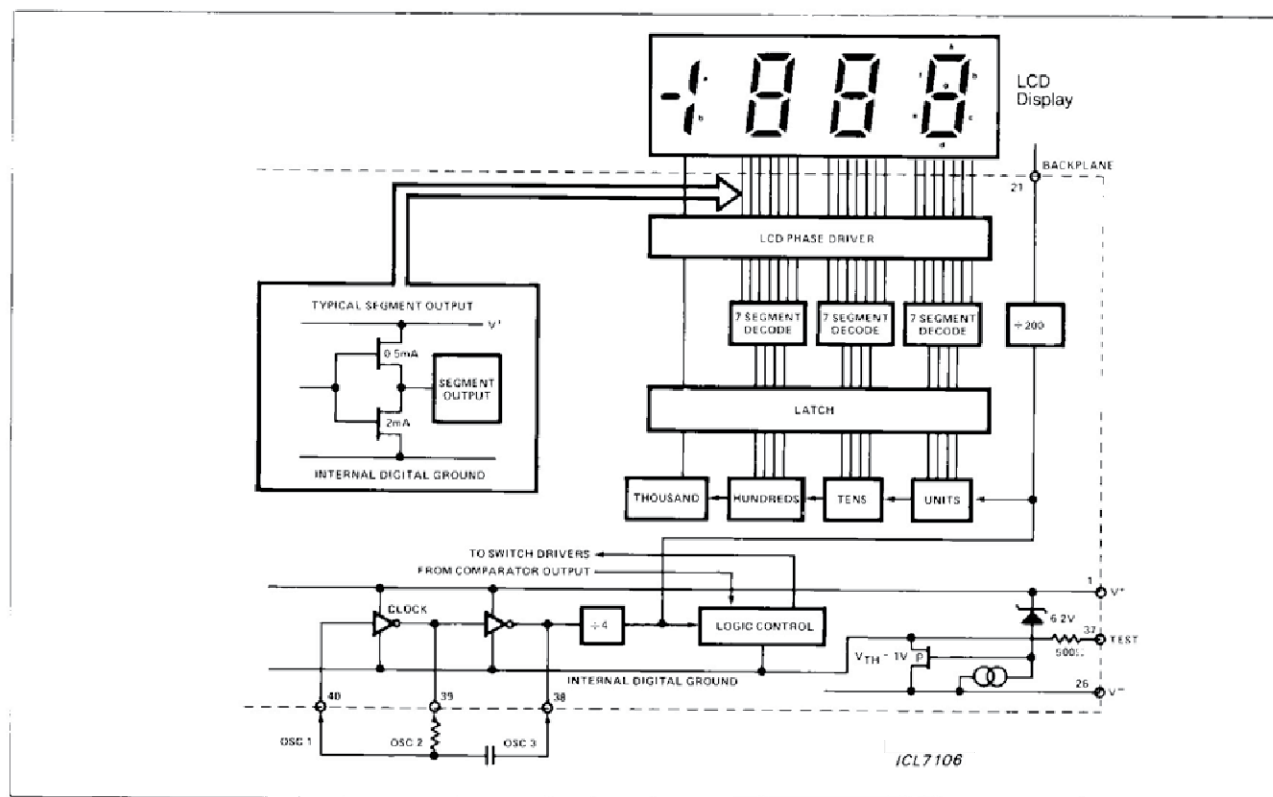 a
a
f
b
g
b
e
c
d
LCD
Display
BACKPLANE
21
LCD PHASE DRIVER
TYPICAL SEGMENT OUTPUT
V+
0.5mA
SEGMENT
OUTPUT
2mA
INTERNAL DIGITAL GROUND
7 SEGMENT
DECODE
7 SEGMENT
DECODE
7 SEGMENT
DECODE
÷200
LATCH
THOUSAND
HUNDREDS
TENS
UNITS
TO SWITCH DRIVERS
FROM COMPARATOR OUTPUT
1
V+
CLOCK
÷4
LOGIC CONTROL
6.2V
37
TEST
500Ω
VTH - 1V
P
INTERNAL DIGITAL GROUND
26
V−
40
39
38
OSC 1
OSC 2
OSC 3
ICL7106